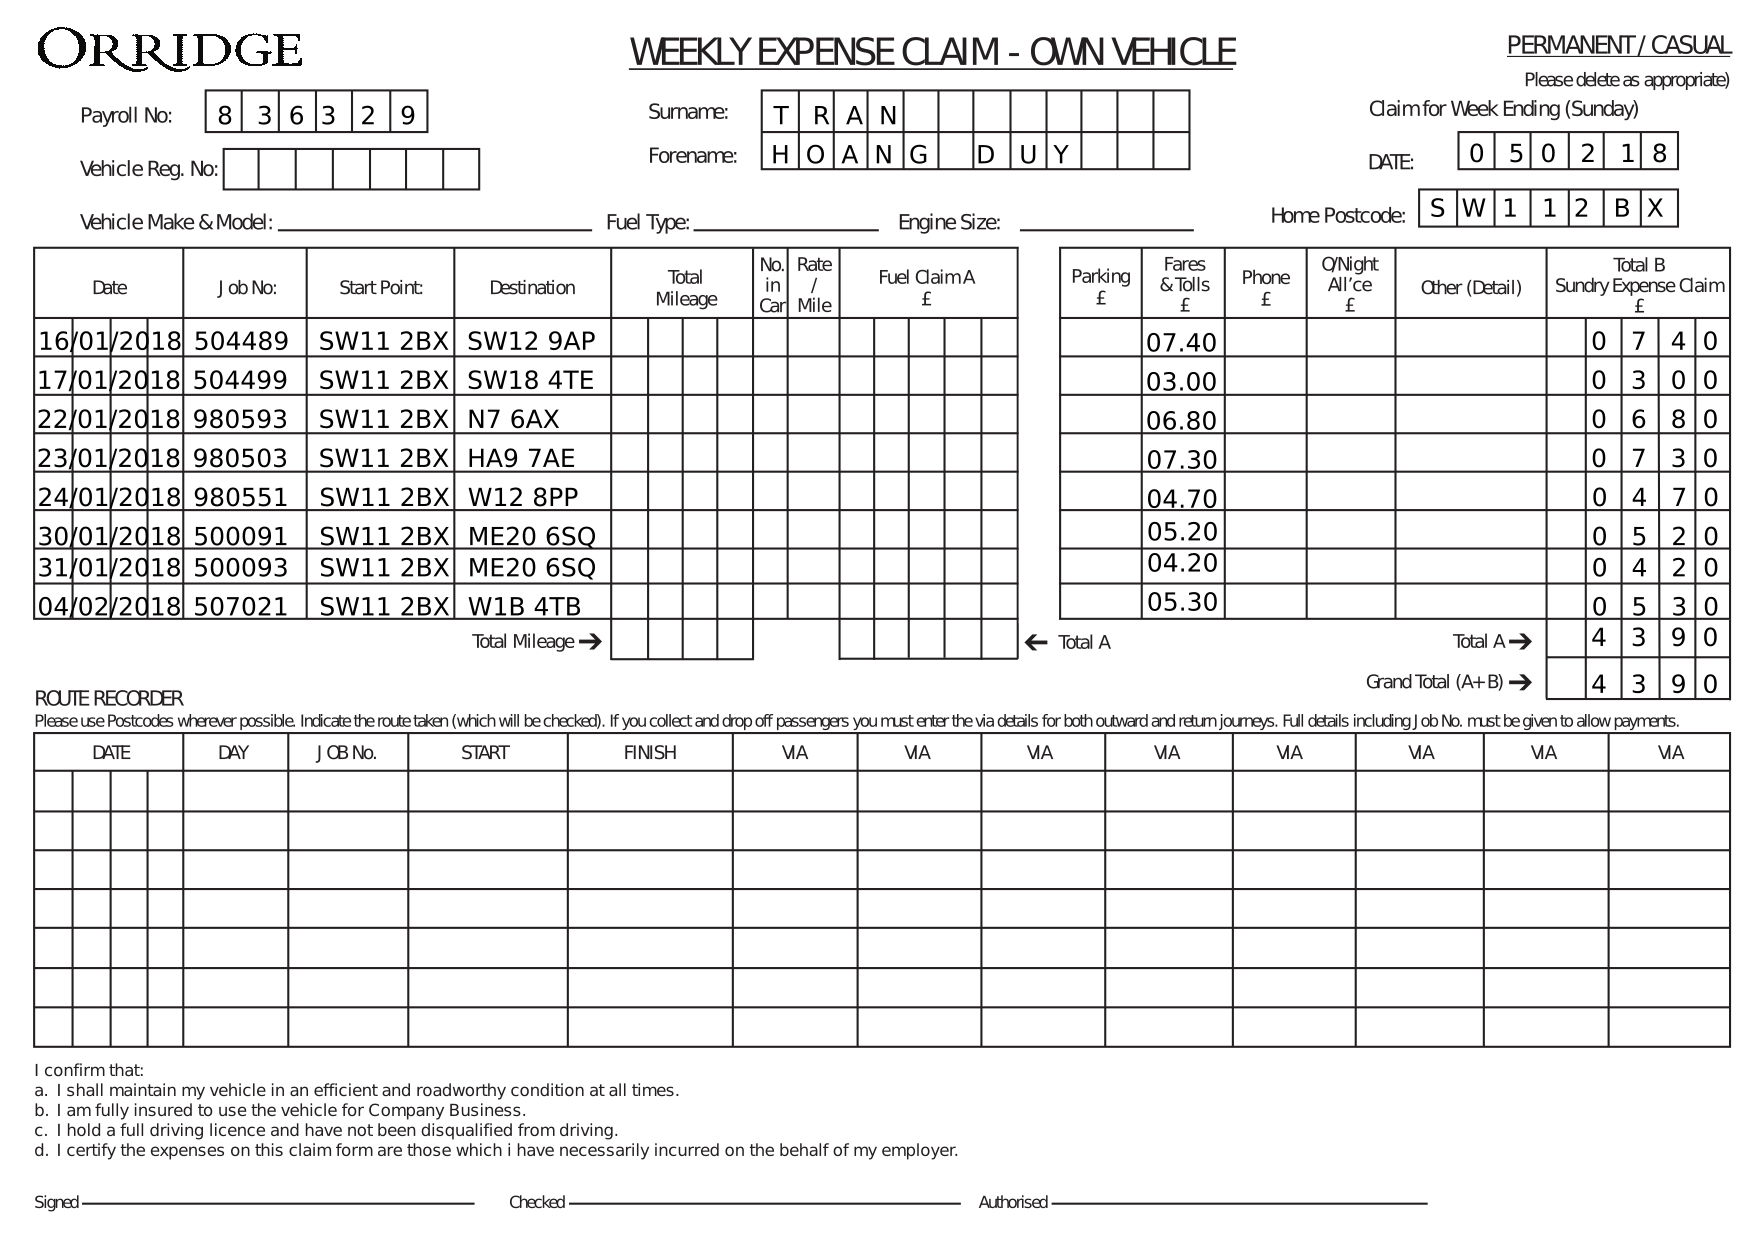 ORRIDGE
WEEKLY EXPENSE CLAIM - OWN VEHICLE
PERMANENT / CASUAL
Please delete as appropriate)
Payroll No: 8 3 6 3 2 9
Surname: T R A N
Claim for Week Ending (Sunday)
Vehicle Reg. No:
Forename: H O A N G D U Y
DATE: 0 5 0 2 1 8
Vehicle Make & Model:
Fuel Type:
Engine Size:
Home Postcode: S W 1 1 2 B X
Date Job No: Start Point: Destination Total Mileage No. in Car Rate / Mile Fuel Claim A £ Parking £ Fares & Tolls £ Phone £ O/Night All'ce £ Other (Detail) Total B Sundry Expense Claim £
16/01/2018 504489 SW11 2BX SW12 9AP 07.40 0 7 4 0
17/01/2018 504499 SW11 2BX SW18 4TE 03.00 0 3 0 0
22/01/2018 980593 SW11 2BX N7 6AX 06.80 0 6 8 0
23/01/2018 980503 SW11 2BX HA9 7AE 07.30 0 7 3 0
24/01/2018 980551 SW11 2BX W12 8PP 04.70 0 4 7 0
30/01/2018 500091 SW11 2BX ME20 6SQ 05.20 0 5 2 0
31/01/2018 500093 SW11 2BX ME20 6SQ 04.20 0 4 2 0
04/02/2018 507021 SW11 2BX W1B 4TB 05.30 0 5 3 0
Total Mileage ➔ ← Total A Total A ➔ 4 3 9 0
Grand Total (A+ B) ➔ 4 3 9 0
ROUTE RECORDER
Please use Postcodes wherever possible. Indicate the route taken (which will be checked). If you collect and drop off passengers you must enter the via details for both outward and return journeys. Full details including Job No. must be given to allow payments.
DATE DAY JOB No. START FINISH VIA VIA VIA VIA VIA VIA VIA VIA
I confirm that:
a. I shall maintain my vehicle in an efficient and roadworthy condition at all times.
b. I am fully insured to use the vehicle for Company Business.
c. I hold a full driving licence and have not been disqualified from driving.
d. I certify the expenses on this claim form are those which i have necessarily incurred on the behalf of my employer.
Signed Checked Authorised